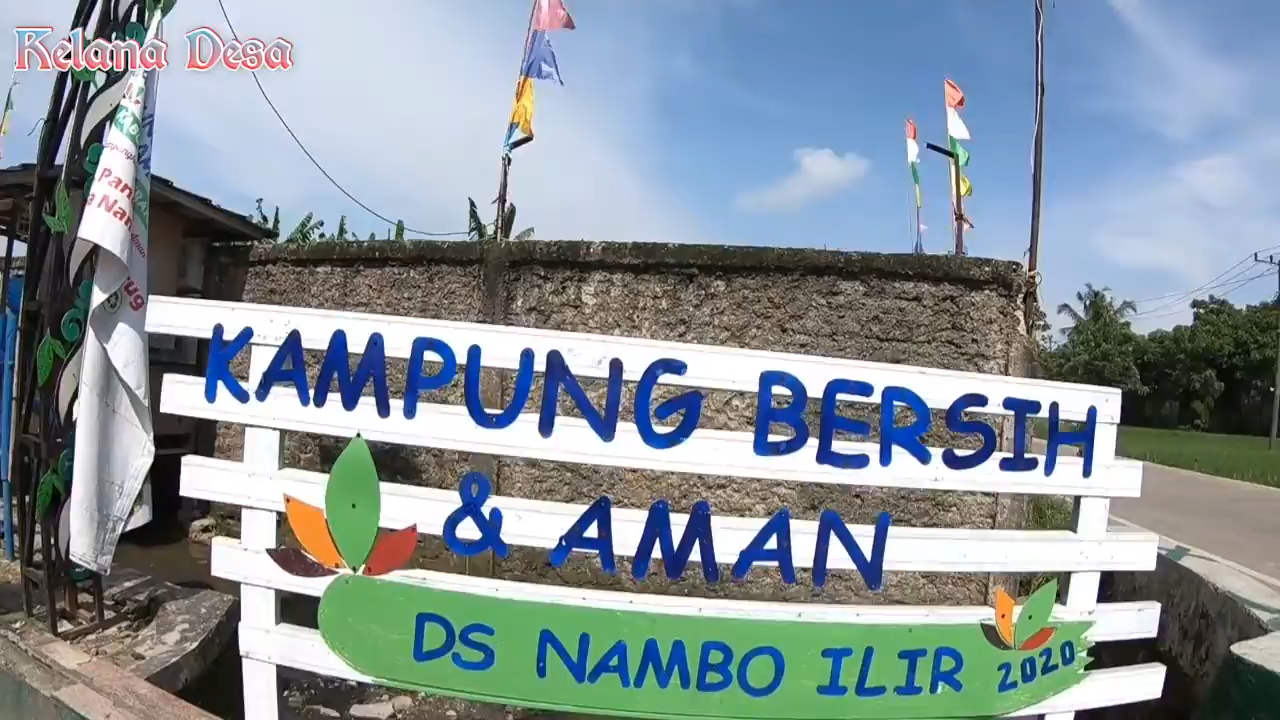 Kelana Desa
KAMPUNG BERSIH
& AMAN
DS NAMBO ILIR
2020